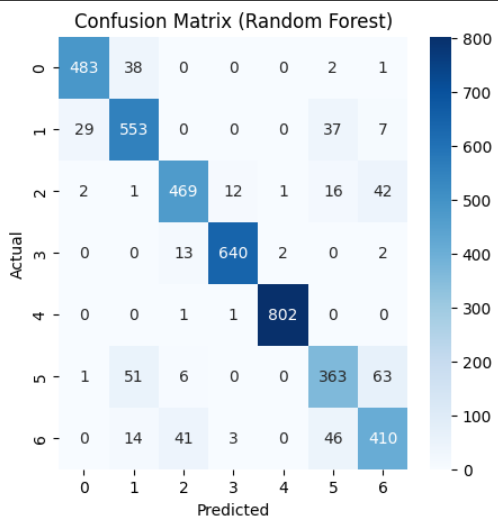 Confusion Matrix (Random Forest)
0 483 38 0 0 0 2 1
1 29 553 0 0 0 37 7
2 2 1 469 12 1 16 42
3 0 0 13 640 2 0 2
4 0 0 1 1 802 0 0
5 1 51 6 0 0 363 63
6 0 14 41 3 0 46 410
0 1 2 3 4 5 6
Predicted
Actual
800
700
600
500
400
300
200
100
0